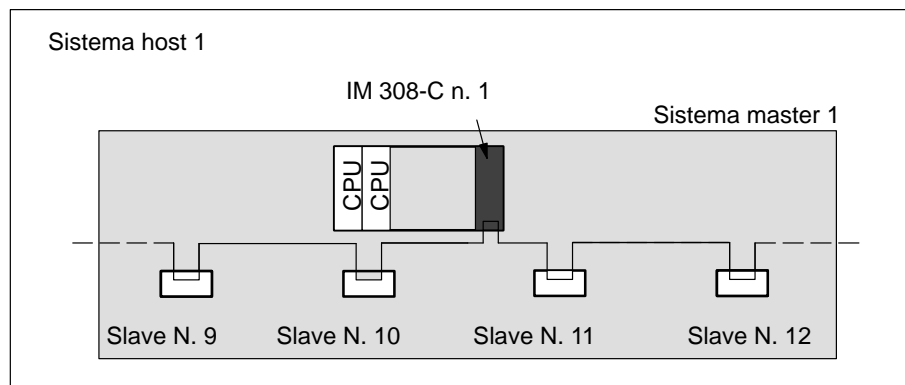 Sistema host 1
IM 308-C n. 1
Sistema master 1
CPU
CPU
Slave N. 9
Slave N. 10
Slave N. 11
Slave N. 12